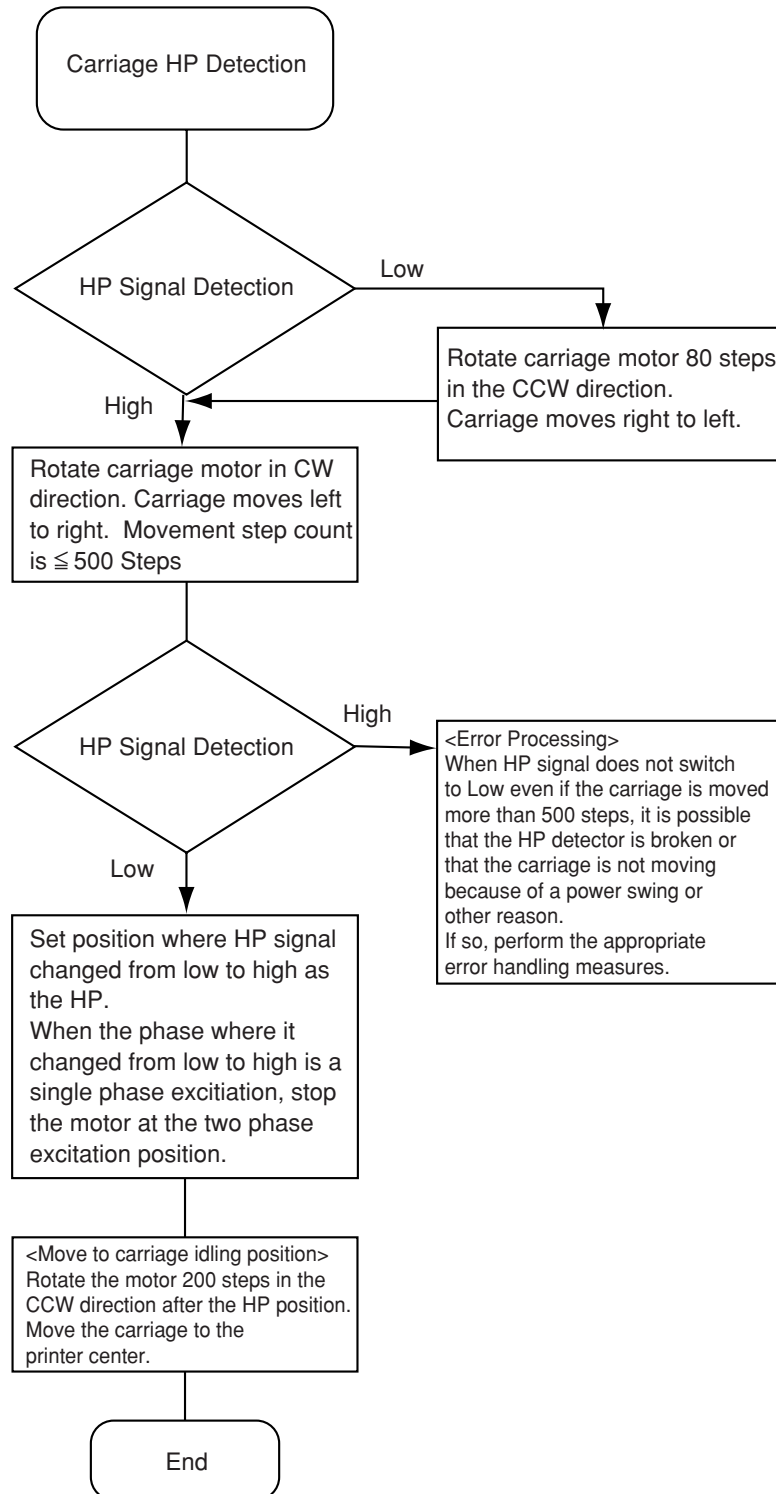 Carriage HP Detection
HP Signal Detection
Low
Rotate carriage motor 80 steps
in the CCW direction.
Carriage moves right to left.
High
Rotate carriage motor in CW
direction. Carriage moves left
to right. Movement step count
is ≦ 500 Steps
HP Signal Detection
High
<Error Processing>
When HP signal does not switch
to Low even if the carriage is moved
more than 500 steps, it is possible
that the HP detector is broken or
that the carriage is not moving
because of a power swing or
other reason.
If so, perform the appropriate
error handling measures.
Low
Set position where HP signal
changed from low to high as
the HP.
When the phase where it
changed from low to high is a
single phase excitiation, stop
the motor at the two phase
excitation position.
<Move to carriage idling position>
Rotate the motor 200 steps in the
CCW direction after the HP position.
Move the carriage to the
printer center.
End